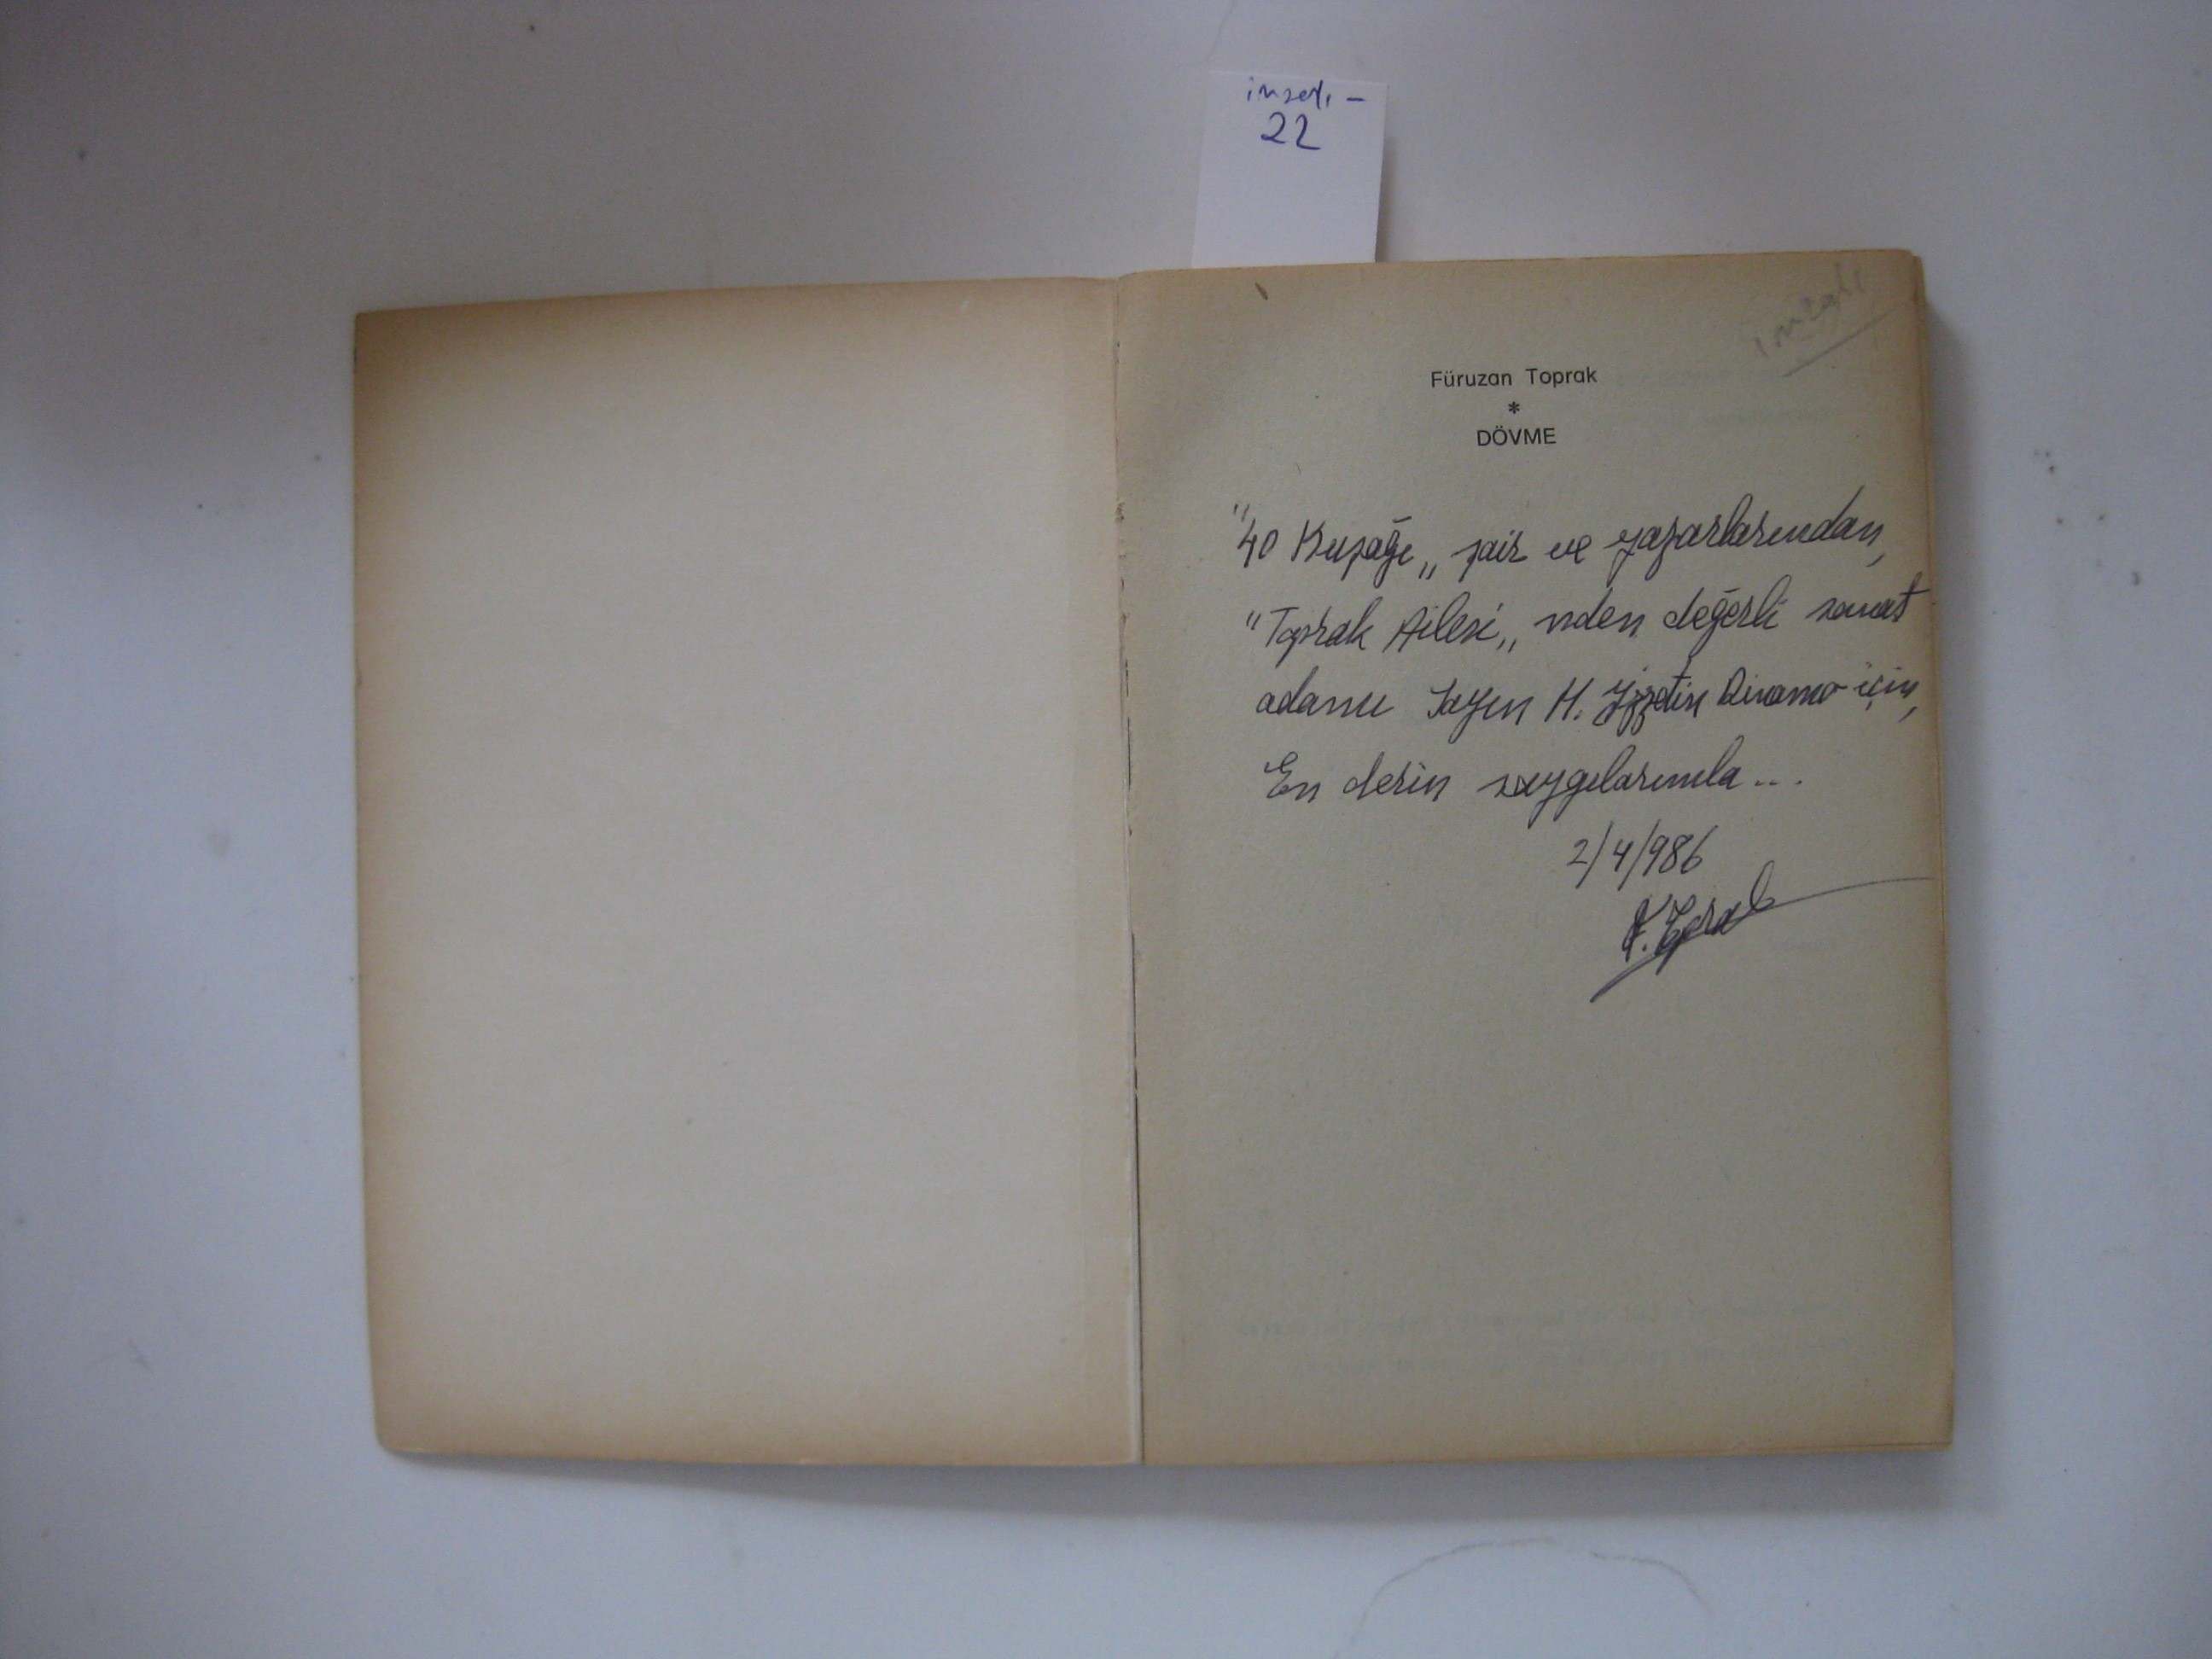 imzalı -
22
imzalı
Füruzan Toprak
*
DÖVME
"40 Kuşağı„ şair ve yazarlarından,
"Toprak Ailesi„ nden değerli sanat
adamı Sayın H. İzzettin Dinamo için,
En derin saygılarımla...
2/4/986
F. Toprak